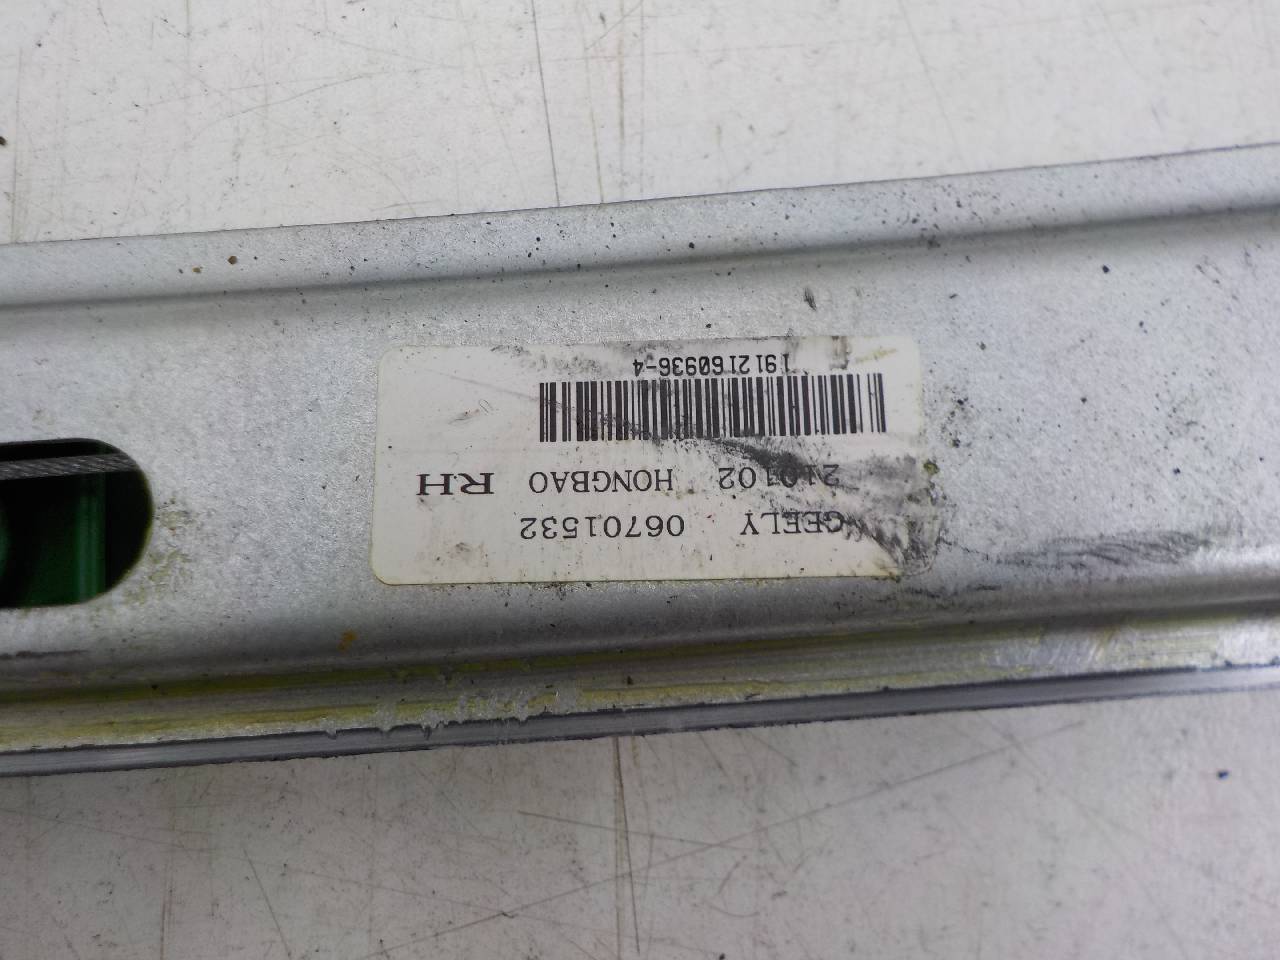 GEELY 06701532
210102 HONGBAO RH
1912160936-4